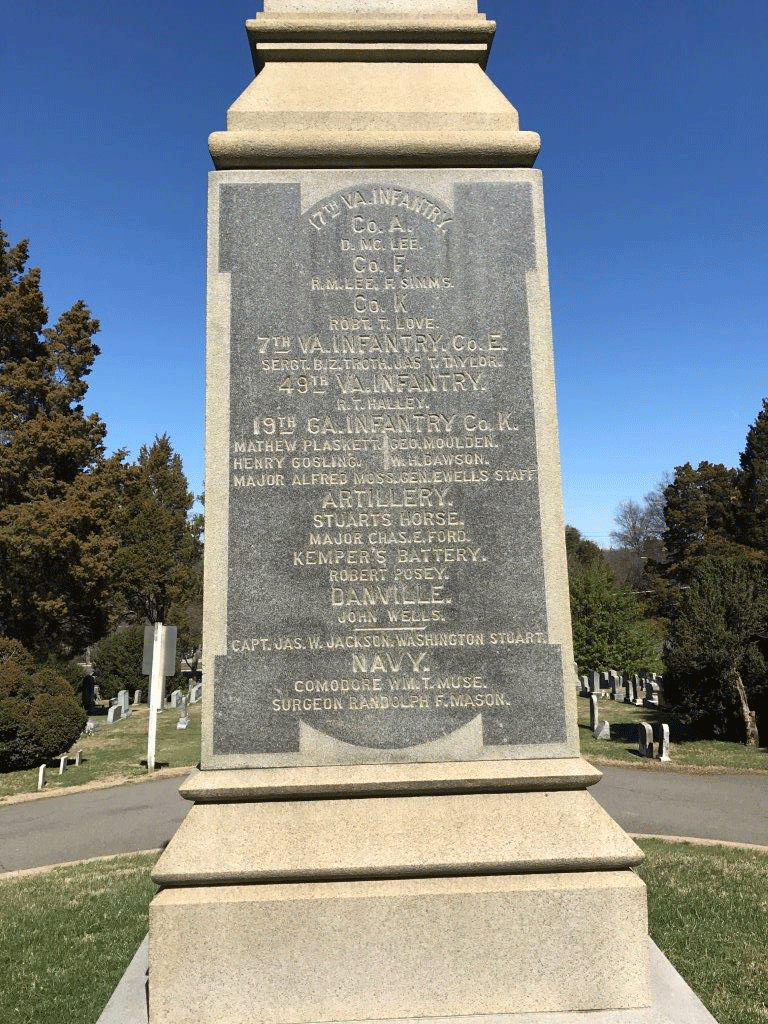 17TH VA. INFANTRY.
Co. A.
D. MC. LEE.
Co. F.
R.M. LEE, F. SIMMS.
Co. K
ROBT. T. LOVE.
7TH VA. INFANTRY. Co. E.
SERGT. B.Z. TROTH. JAS T. TAYLOR.
49TH VA. INFANTRY.
R.T. HALLEY.
19TH GA. INFANTRY Co. K.
MATHEW PLASKETT. GEO. MOULDEN.
HENRY GOSLING. W.H. DAWSON.
MAJOR ALFRED MOSS. GEN. EWELLS STAFF
ARTILLERY.
STUARTS HORSE.
MAJOR CHAS. E. FORD.
KEMPER'S BATTERY.
ROBERT POSEY.
DANVILLE.
JOHN WELLS.
CAPT. JAS. W. JACKSON. WASHINGTON STUART.
NAVY.
COMODORE WM. T. MUSE.
SURGEON RANDOLPH F. MASON.